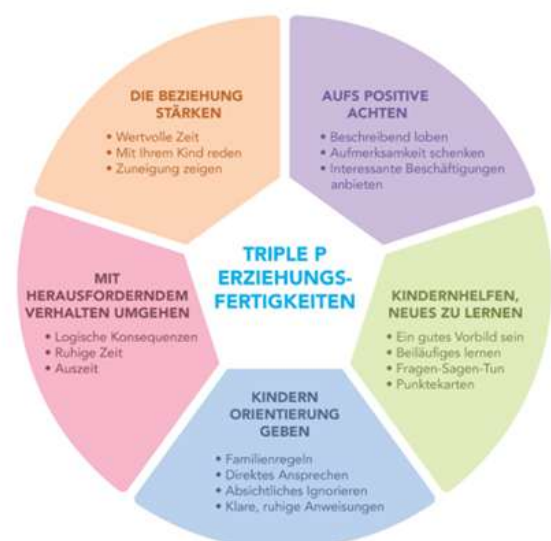 DIE BEZIEHUNG
STÄRKEN
• Wertvolle Zeit
• Mit Ihrem Kind reden
• Zuneigung zeigen
AUFS POSITIVE
ACHTEN
• Beschreibend loben
• Aufmerksamkeit schenken
• Interessante Beschäftigungen
anbieten
TRIPLE P
ERZIEHUNGS-
FERTIGKEITEN
MIT
HERAUSFORDERNDEM
VERHALTEN UMGEHEN
• Logische Konsequenzen
• Ruhige Zeit
• Auszeit
KINDERNHELFEN,
NEUES ZU LERNEN
• Ein gutes Vorbild sein
• Beiläufiges lernen
• Fragen-Sagen-Tun
• Punktekarten
KINDERN
ORIENTIERUNG
GEBEN
• Familienregeln
• Direktes Ansprechen
• Absichtliches Ignorieren
• Klare, ruhige Anweisungen